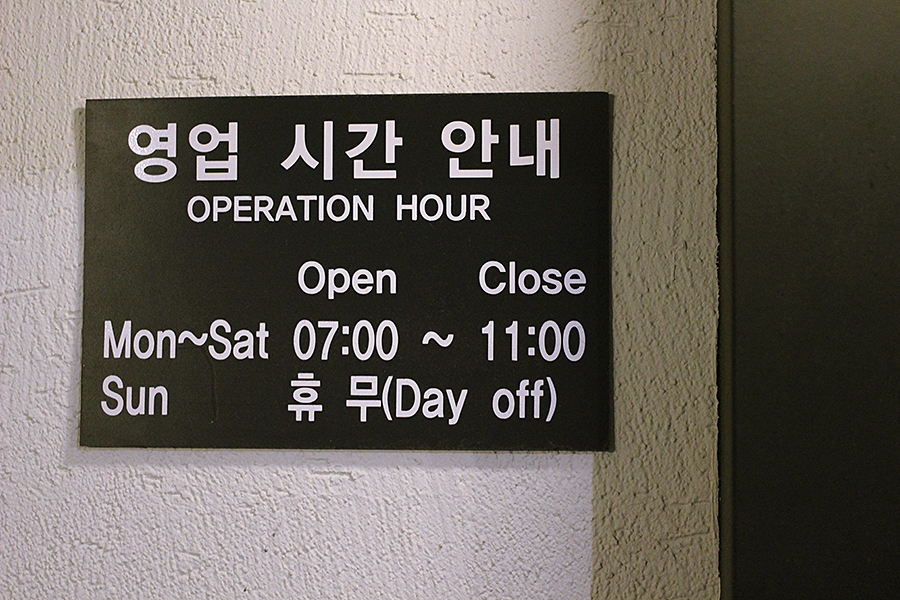 영업 시간 안내
OPERATION HOUR
Open Close
Mon~Sat 07:00 ~ 11:00
Sun 휴 무(Day off)